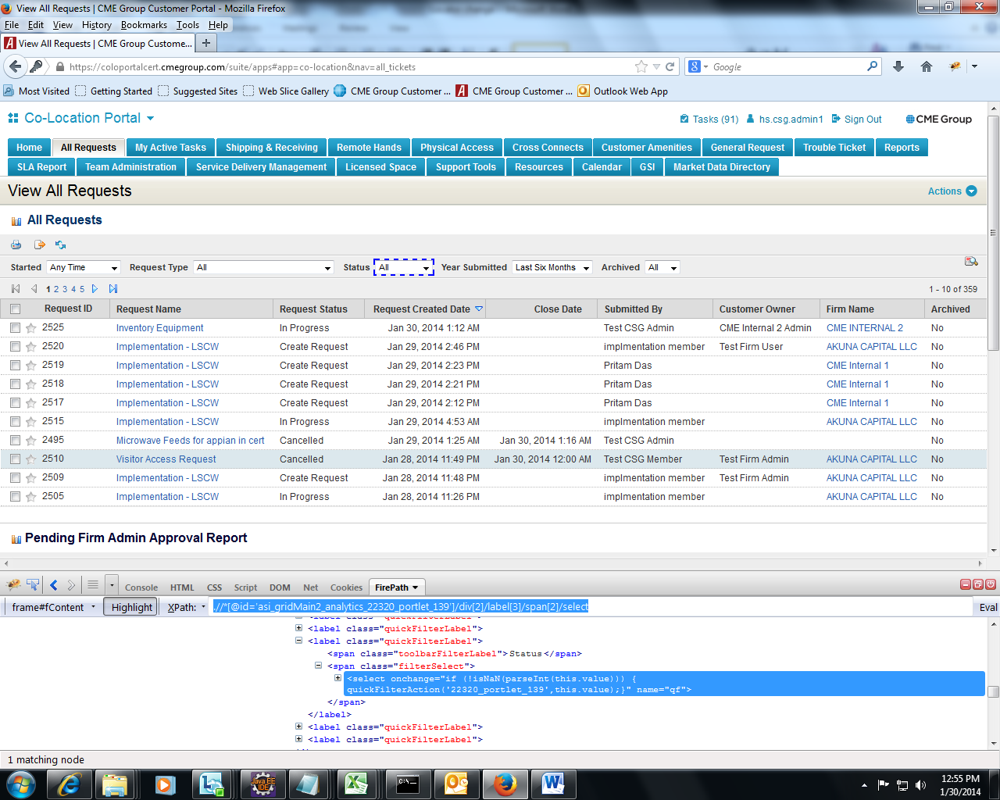 View All Requests | CME Group Customer Portal - Mozilla Firefox
File Edit View History Bookmarks Tools Help
View All Requests | CME Group Custome...
https://coloportalcert.cmegroup.com/suite/apps#app=co-location&nav=all_tickets
Google
Most Visited Getting Started Suggested Sites Web Slice Gallery CME Group Customer ... CME Group Customer ... Outlook Web App
Co-Location Portal
Tasks (91) hs.csg.admin1 Sign Out CME Group
Home All Requests My Active Tasks Shipping & Receiving Remote Hands Physical Access Cross Connects Customer Amenities General Request Trouble Ticket Reports
SLA Report Team Administration Service Delivery Management Licensed Space Support Tools Resources Calendar GSI Market Data Directory
View All Requests
Actions
All Requests
Started Any Time Request Type All Status All Year Submitted Last Six Months Archived All
1 2 3 4 5
1 - 10 of 359
Request ID Request Name Request Status Request Created Date Close Date Submitted By Customer Owner Firm Name Archived
2525 Inventory Equipment In Progress Jan 30, 2014 1:12 AM Test CSG Admin CME Internal 2 Admin CME INTERNAL 2 No
2520 Implementation - LSCW Create Request Jan 29, 2014 2:46 PM implmentation member Test Firm User AKUNA CAPITAL LLC No
2519 Implementation - LSCW Create Request Jan 29, 2014 2:23 PM Pritam Das CME Internal 1 No
2518 Implementation - LSCW Create Request Jan 29, 2014 2:21 PM Pritam Das CME Internal 1 No
2517 Implementation - LSCW Create Request Jan 29, 2014 2:12 PM Pritam Das CME Internal 1 No
2515 Implementation - LSCW In Progress Jan 29, 2014 4:53 AM implmentation member AKUNA CAPITAL LLC No
2495 Microwave Feeds for appian in cert Cancelled Jan 29, 2014 1:25 AM Jan 30, 2014 1:16 AM Test CSG Admin No
2510 Visitor Access Request Cancelled Jan 28, 2014 11:49 PM Jan 30, 2014 12:00 AM Test CSG Member Test Firm Admin AKUNA CAPITAL LLC No
2509 Implementation - LSCW Create Request Jan 28, 2014 11:48 PM implmentation member Test Firm Admin AKUNA CAPITAL LLC No
2505 Implementation - LSCW In Progress Jan 28, 2014 11:26 PM implmentation member AKUNA CAPITAL LLC No
Pending Firm Admin Approval Report
Console HTML CSS Script DOM Net Cookies FirePath
frame#fContent Highlight XPath: .//*[@id='asi_gridMain2_analytics_22320_portlet_139']/div[2]/label[3]/span[2]/select Eval
<label class="quickFilterLabel">
<label class="quickFilterLabel">
<label class="quickFilterLabel">
<span class="toolbarFilterLabel">Status</span>
<span class="filterSelect">
<select onchange="if (!isNaN(parseInt(this.value))) {
quickFilterAction('22320_portlet_139',this.value);}" name="qf">
</span>
</label>
<label class="quickFilterLabel">
<label class="quickFilterLabel">
1 matching node
Java EE
IDE
C:\
12:55 PM
1/30/2014